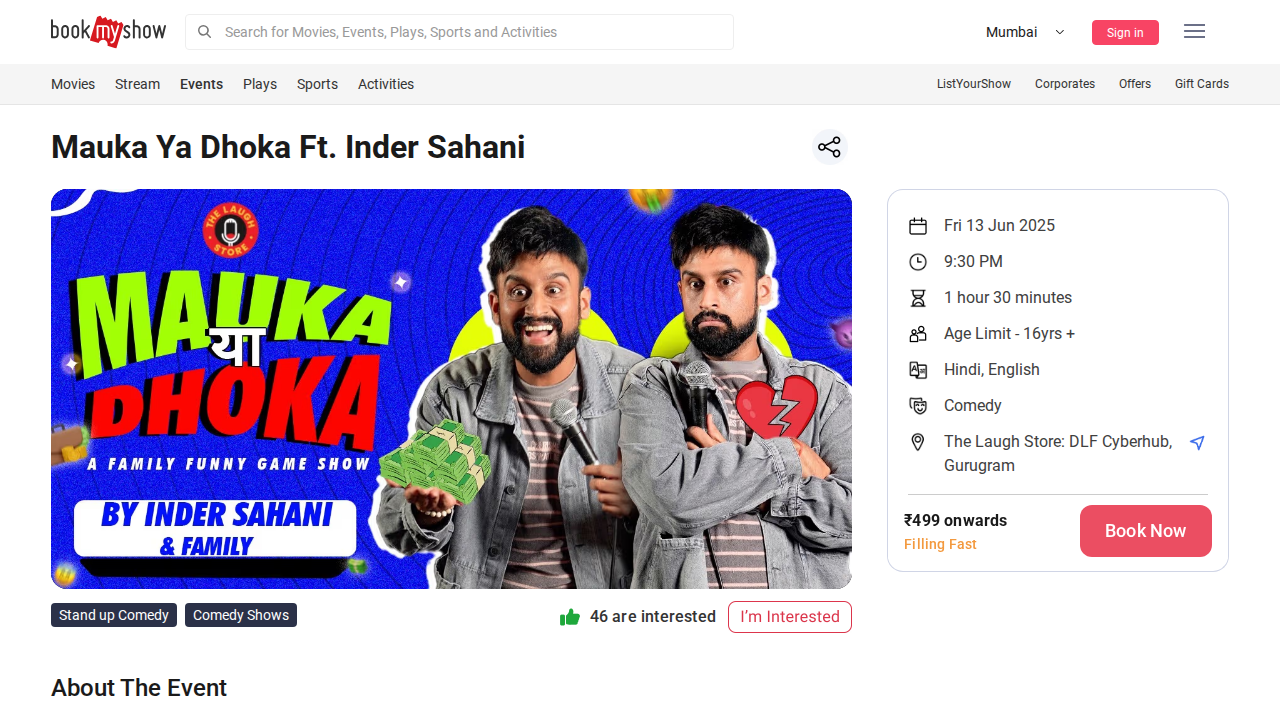 bookmyshow
Search for Movies, Events, Plays, Sports and Activities
Mumbai
Sign in
Movies
Stream
Events
Plays
Sports
Activities
ListYourShow
Corporates
Offers
Gift Cards
Mauka Ya Dhoka Ft. Inder Sahani
THE LAUGH STORE
MAUKA
या
DHOKA
A FAMILY FUNNY GAME SHOW
BY INDER SAHANI
& FAMILY
Fri 13 Jun 2025
9:30 PM
1 hour 30 minutes
Age Limit - 16yrs +
Hindi, English
Comedy
The Laugh Store: DLF Cyberhub,
Gurugram
₹499 onwards
Filling Fast
Book Now
Stand up Comedy
Comedy Shows
46 are interested
I’m Interested
About The Event